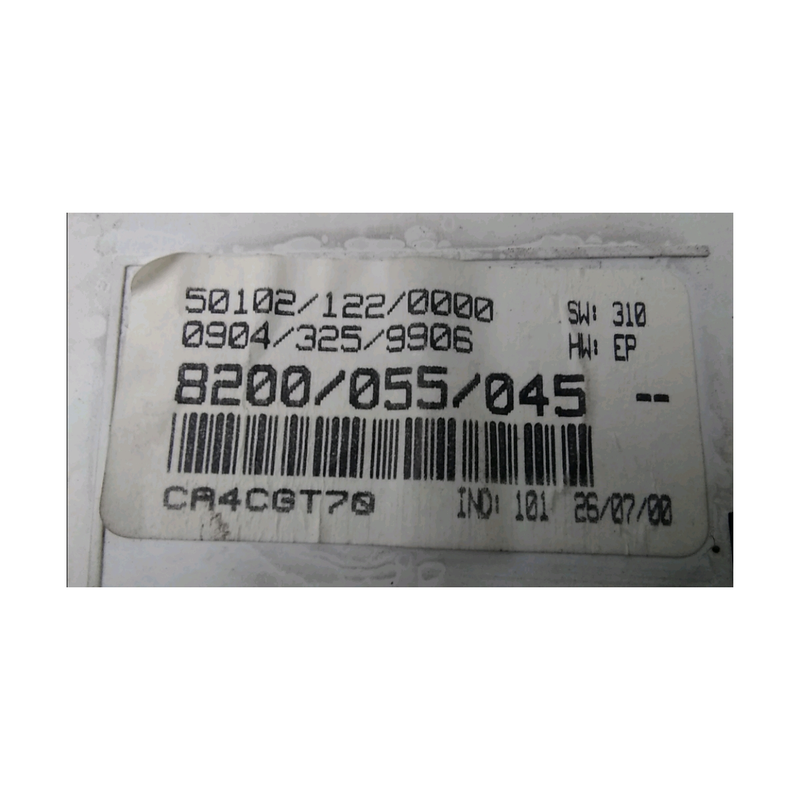 50102/122/0000 SW: 310
0904/325/9906 HW: EP
8200/055/045 --
CA4CGT70 IND: 101 26/07/00